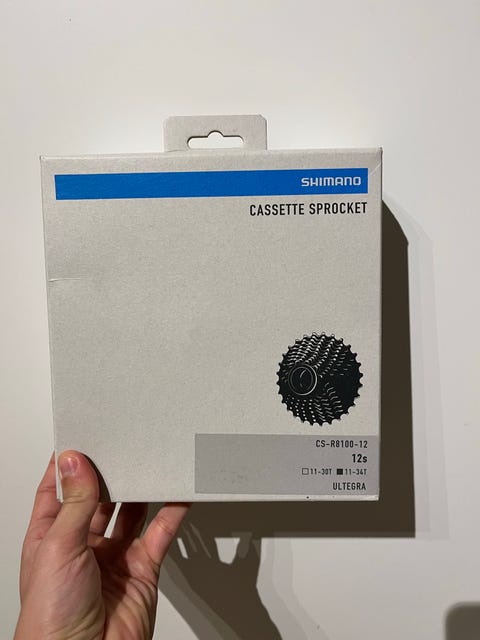 SHIMANO
CASSETTE SPROCKET
CS-R8100-12
12s
□ 11-30T ■ 11-34T
ULTEGRA